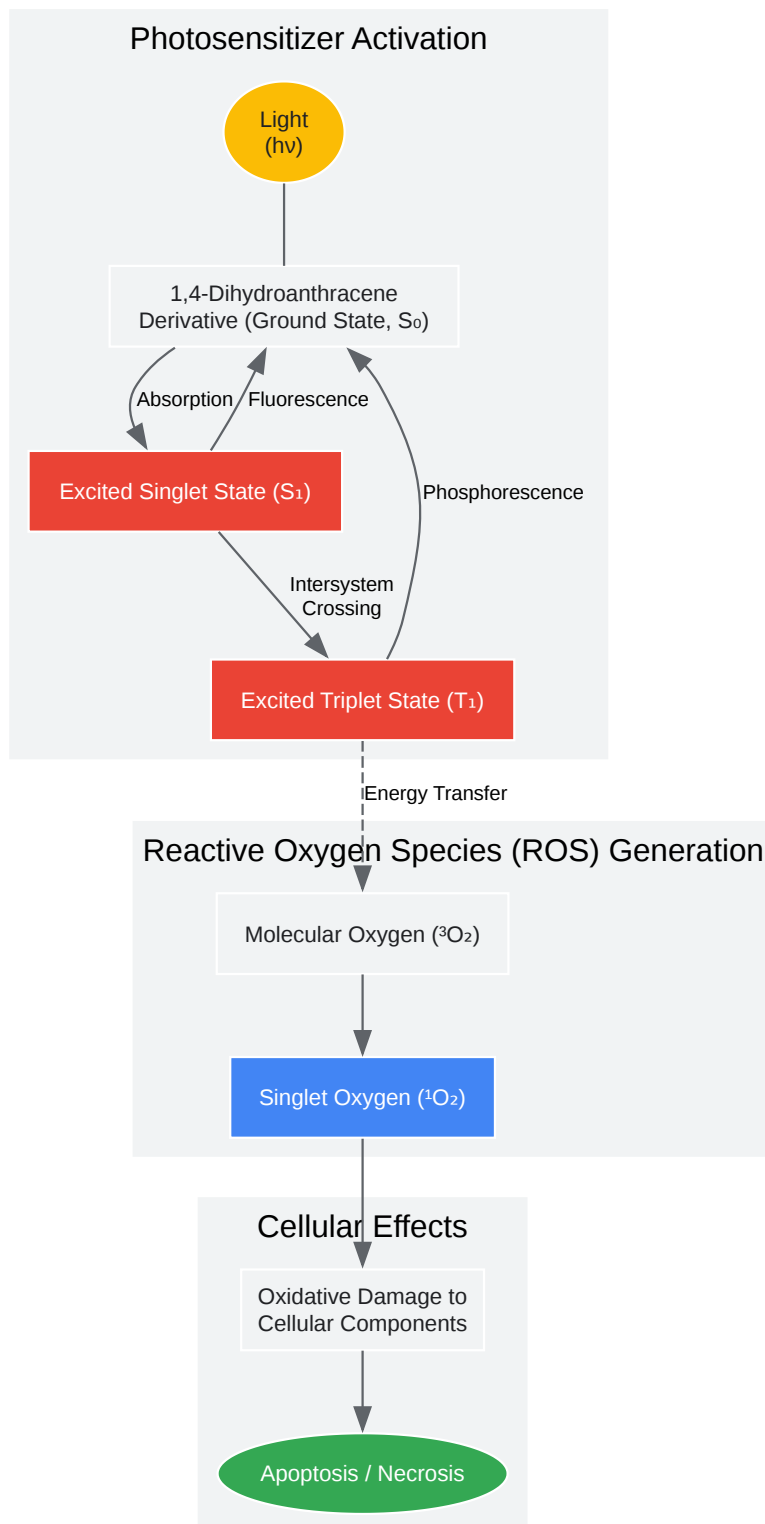 Photosensitizer Activation
Light
(hν)
1,4-Dihydroanthracene
Derivative (Ground State, S₀)
Absorption
Fluorescence
Excited Singlet State (S₁)
Phosphorescence
Intersystem
Crossing
Excited Triplet State (T₁)
Energy Transfer
Reactive Oxygen Species (ROS) Generation
Molecular Oxygen (³O₂)
Singlet Oxygen (¹O₂)
Cellular Effects
Oxidative Damage to
Cellular Components
Apoptosis / Necrosis